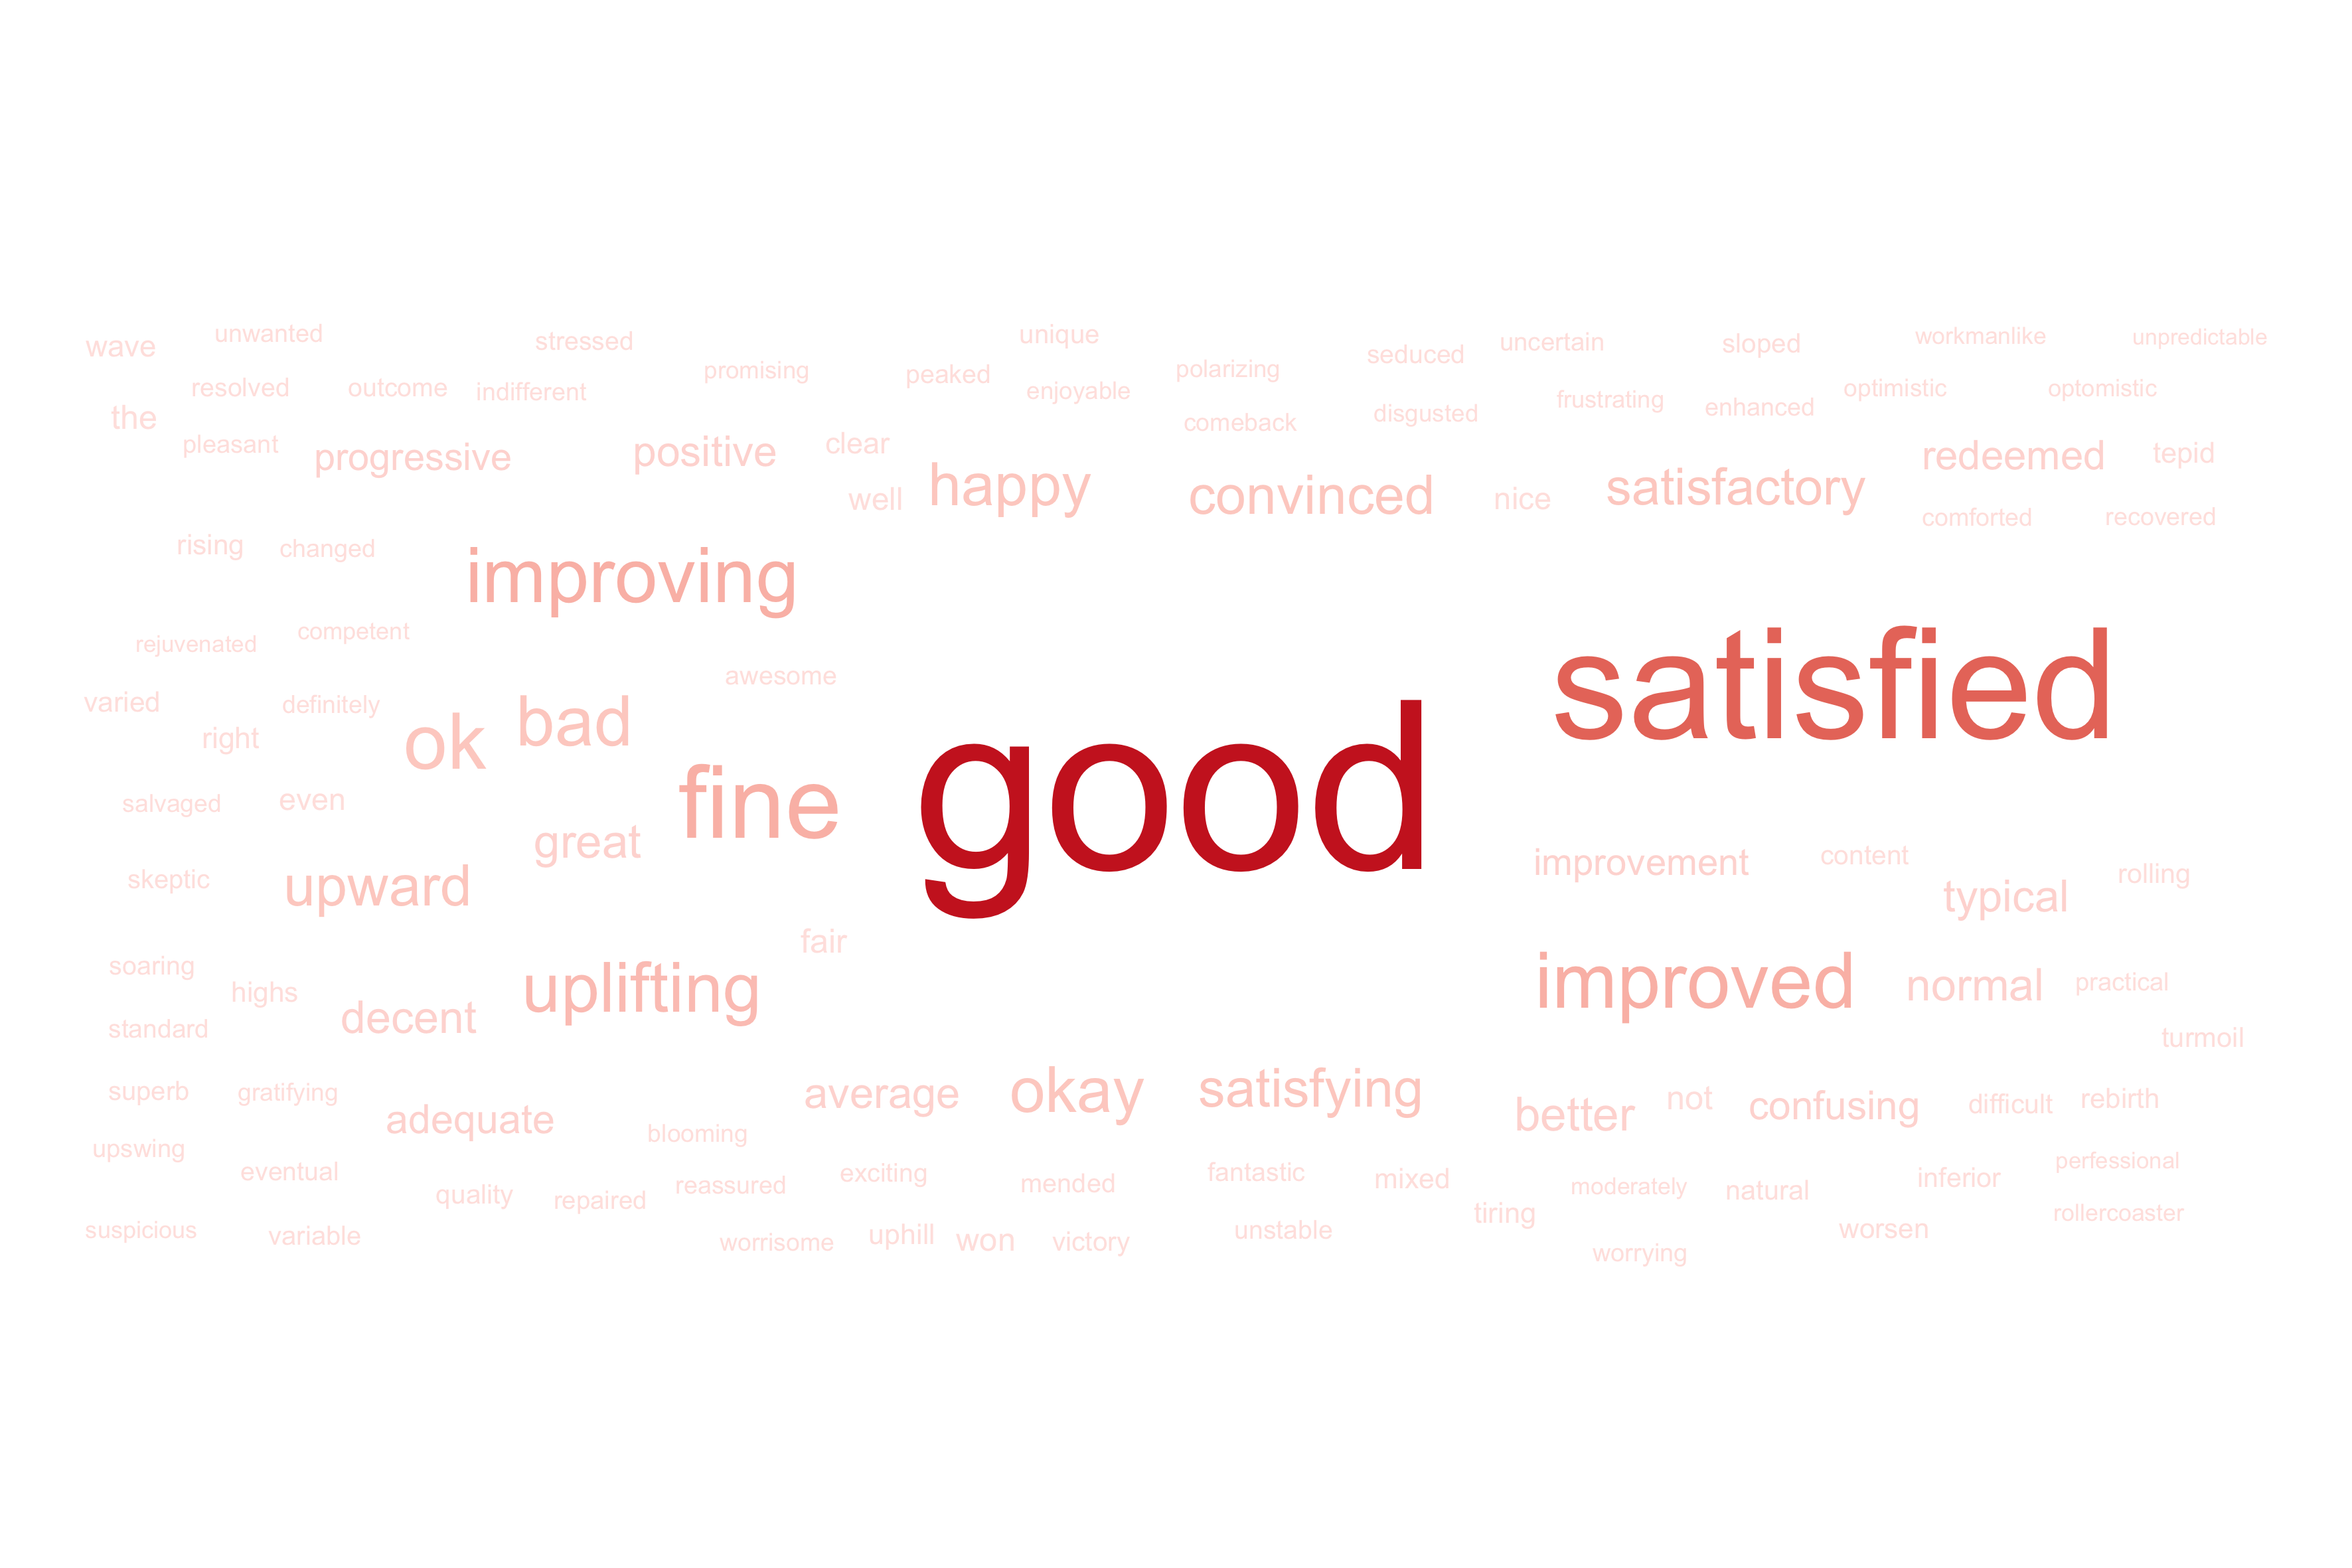 unwanted
stressed
unique
uncertain
sloped
workmanlike
unpredictable
wave
seduced
promising
peaked
polarizing
resolved
outcome
indifferent
enjoyable
optimistic
optomistic
the
comeback
disgusted
frustrating
enhanced
pleasant
progressive
positive
clear
redeemed
tepid
well
happy
convinced
nice
satisfactory
comforted
recovered
rising
changed
improving
rejuvenated
competent
awesome
satisfied
varied
definitely
right
ok
bad
salvaged
even
fine
good
great
improvement
content
skeptic
upward
typical
rolling
fair
soaring
highs
uplifting
improved
normal
practical
standard
decent
turmoil
superb
gratifying
average
okay
satisfying
adequate
better
not
confusing
difficult
rebirth
upswing
blooming
eventual
quality
repaired
reassured
exciting
mended
fantastic
mixed
moderately
natural
inferior
perfessional
suspicious
variable
worrisome
uphill
won
victory
unstable
tiring
worrying
worsen
rollercoaster